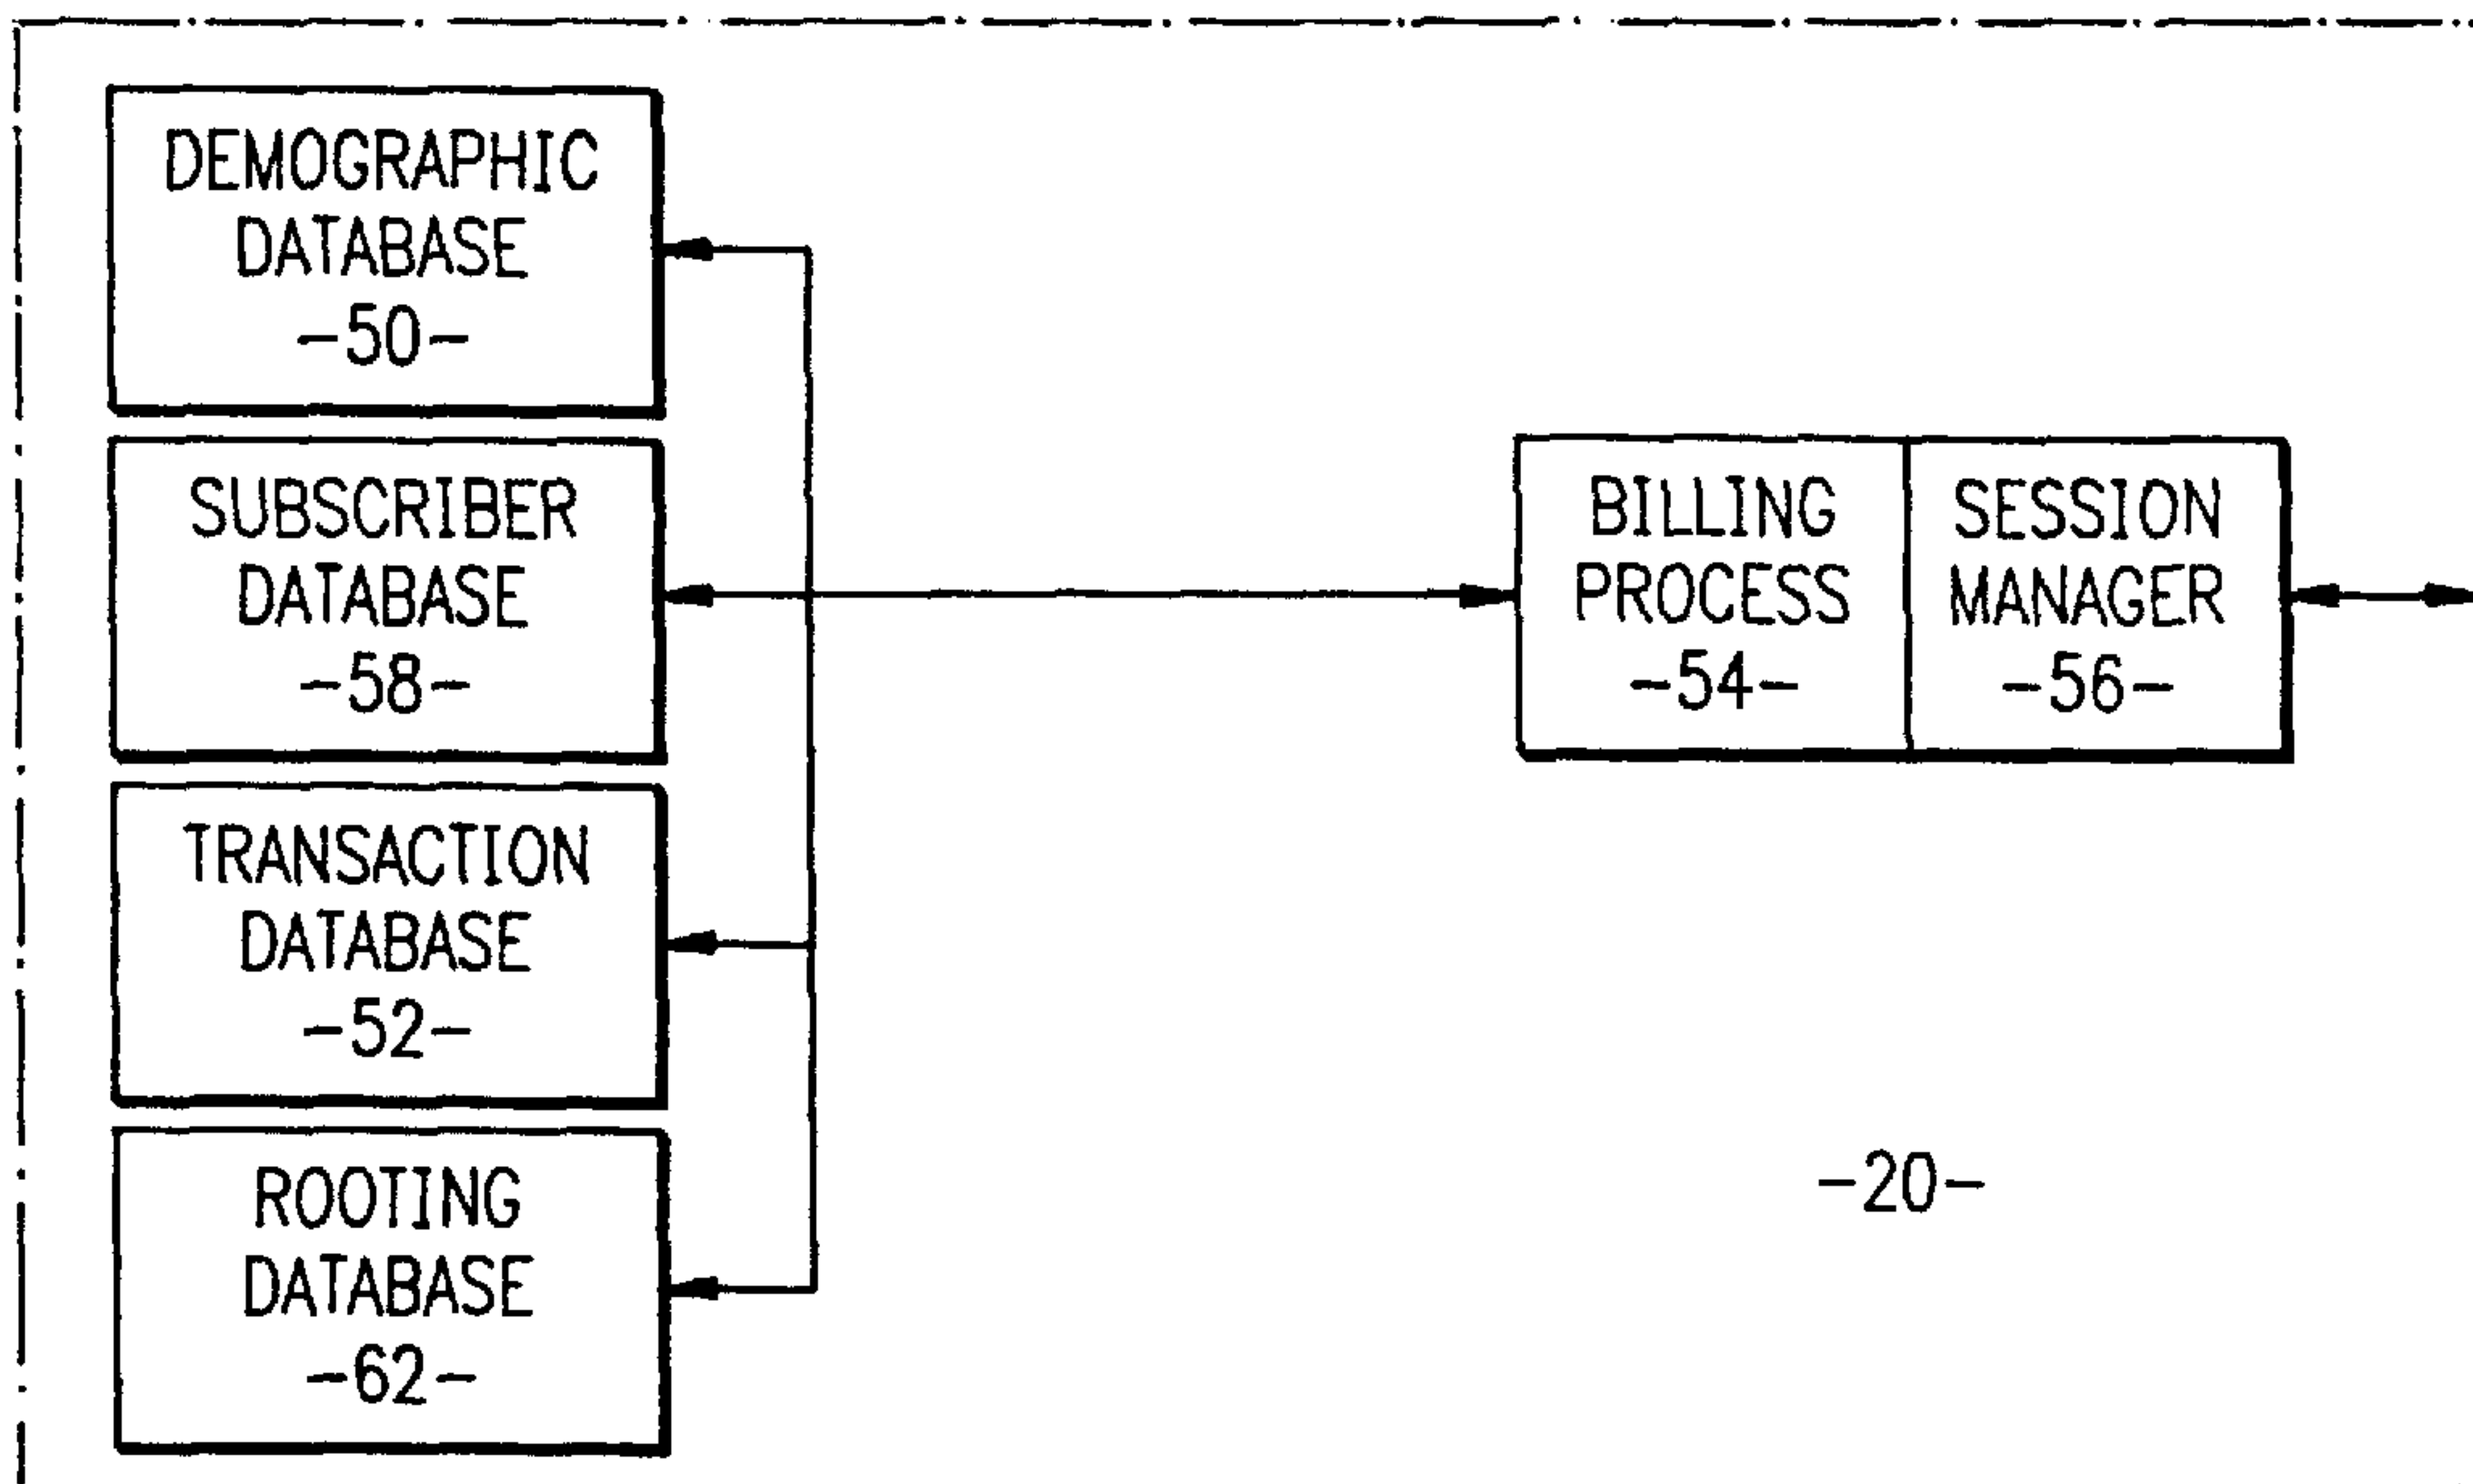 DEMOGRAPHIC
DATABASE
-50-
SUBSCRIBER
DATABASE
-58-
TRANSACTION
DATABASE
-52-
ROOTING
DATABASE
-62-
BILLING
PROCESS
-54-
SESSION
MANAGER
-56-
-20-